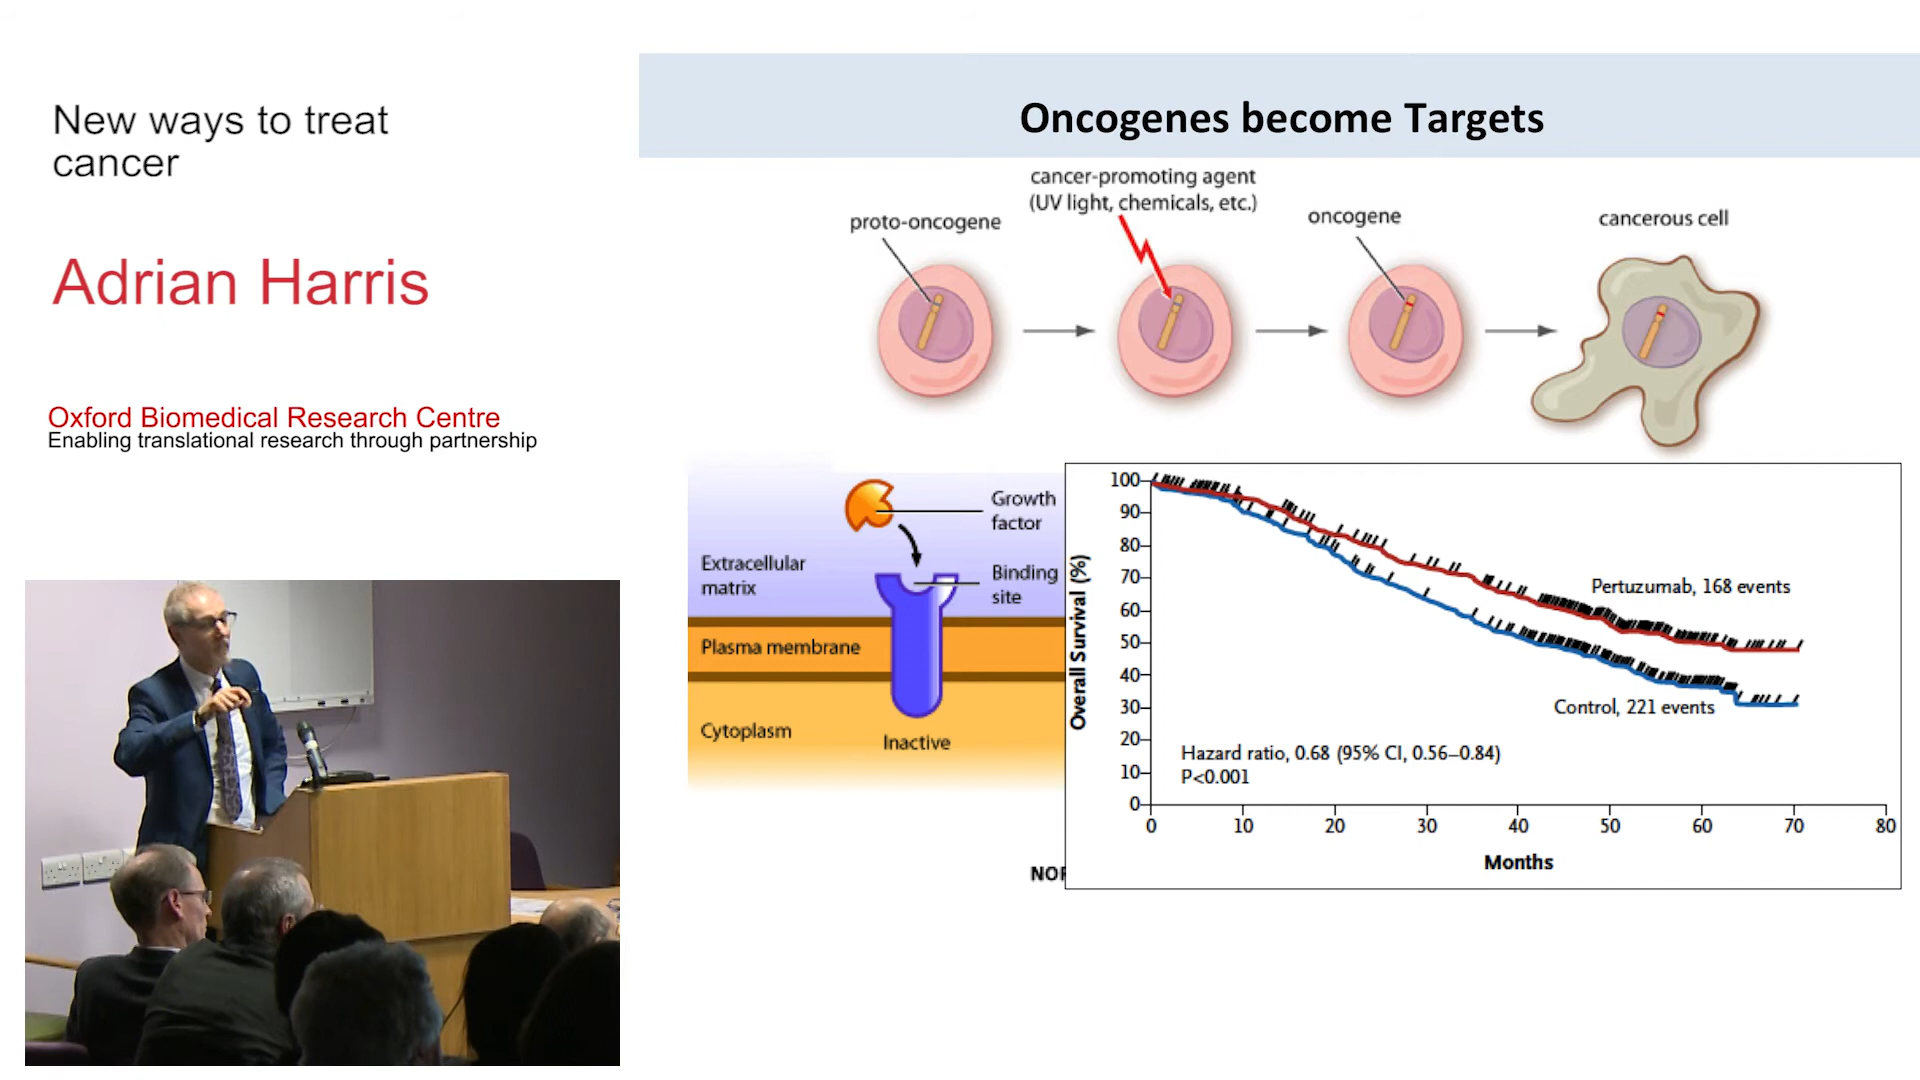 New ways to treat
cancer
Adrian Harris
Oxford Biomedical Research Centre
Enabling translational research through partnership
Oncogenes become Targets
cancer-promoting agent
(UV light, chemicals, etc.)
proto-oncogene
oncogene
cancerous cell
Growth
factor
Extracellular
matrix
Binding
site
Plasma membrane
Cytoplasm
Inactive
NOR
Overall Survival (%)
100
90
80
70
60
50
40
30
20
10
0
Pertuzumab, 168 events
Control, 221 events
Hazard ratio, 0.68 (95% CI, 0.56–0.84)
P<0.001
0 10 20 30 40 50 60 70 80
Months